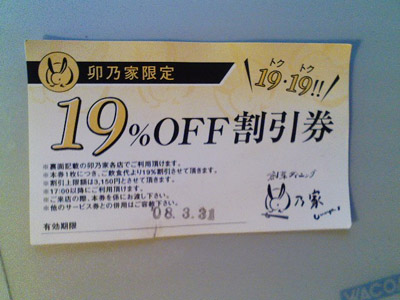 卯乃家限定
トク トク
19・19!!
19%OFF割引券
※裏面記載の卯乃家各店でご利用頂けます。
※本券1枚につき、ご飲食代より19%割引させて頂きます。
※割引上限額は3,150円とさせて頂きます。
※17:00以降にご利用頂けます。
※ご来店の際、本券を係にお渡し下さい。
※他のサービス券との併用はご容赦下さい。
有効期限
08.3.31
乃家
WACO